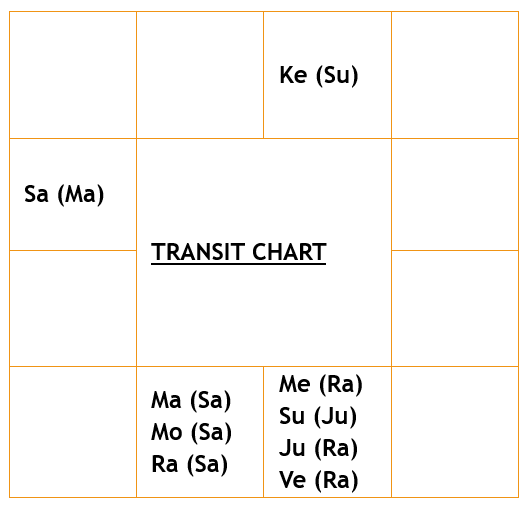 Ke (Su)
Sa (Ma)
TRANSIT CHART
Ma (Sa)
Mo (Sa)
Ra (Sa)
Me (Ra)
Su (Ju)
Ju (Ra)
Ve (Ra)